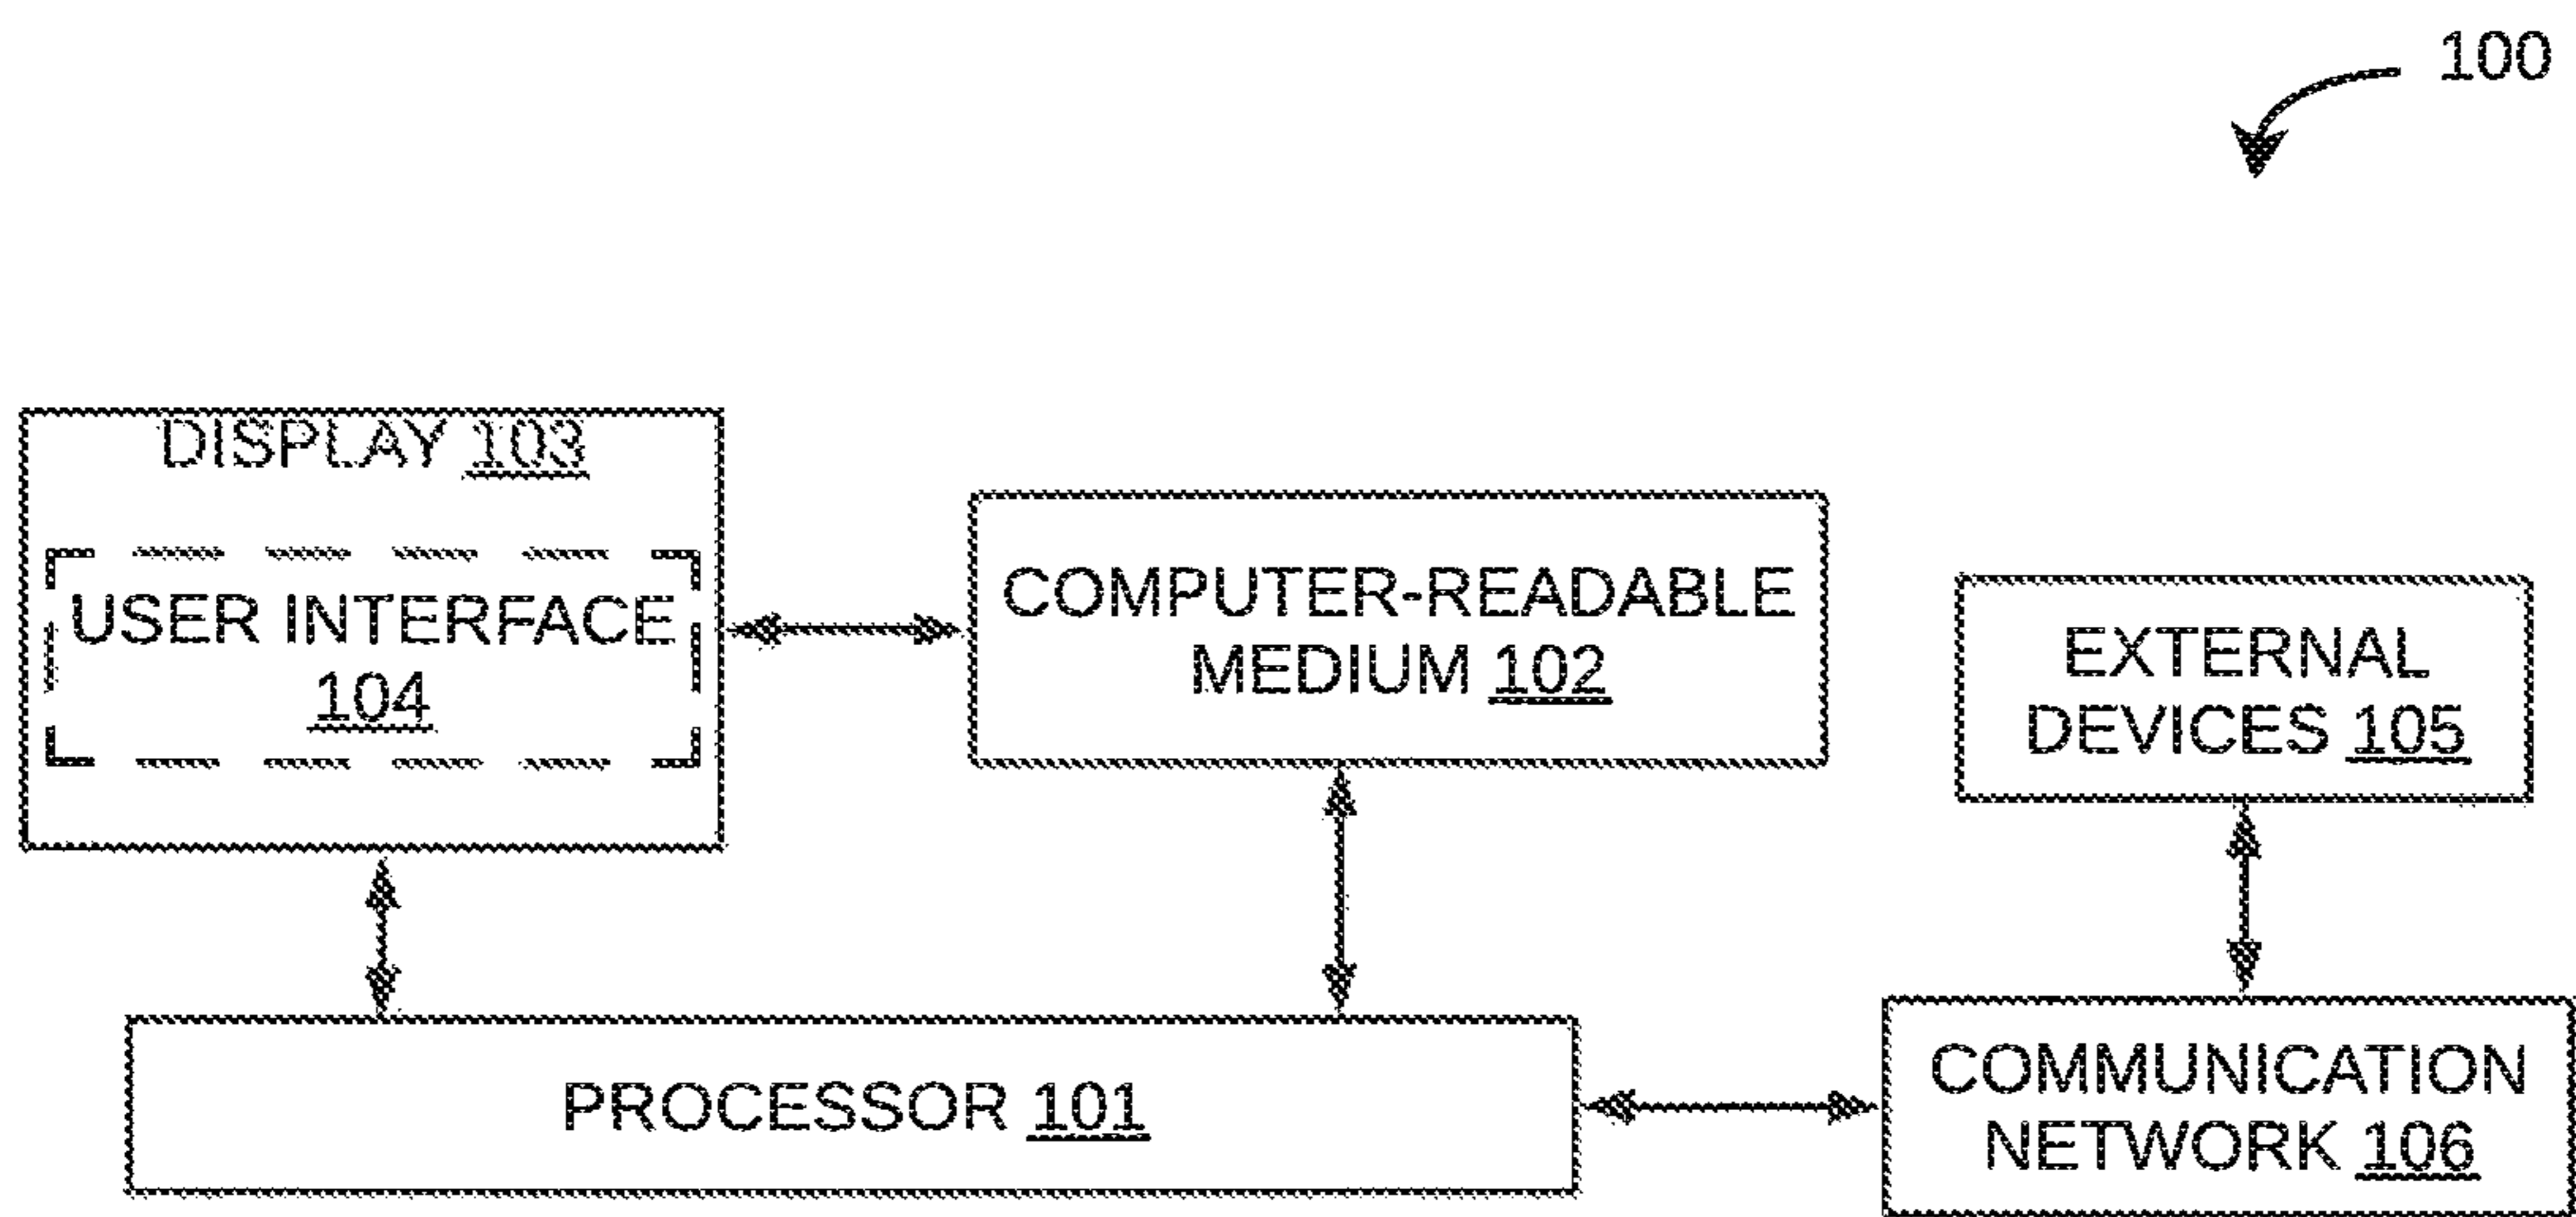 100
DISPLAY 103
USER INTERFACE
104
COMPUTER-READABLE
MEDIUM 102
EXTERNAL
DEVICES 105
PROCESSOR 101
COMMUNICATION
NETWORK 106